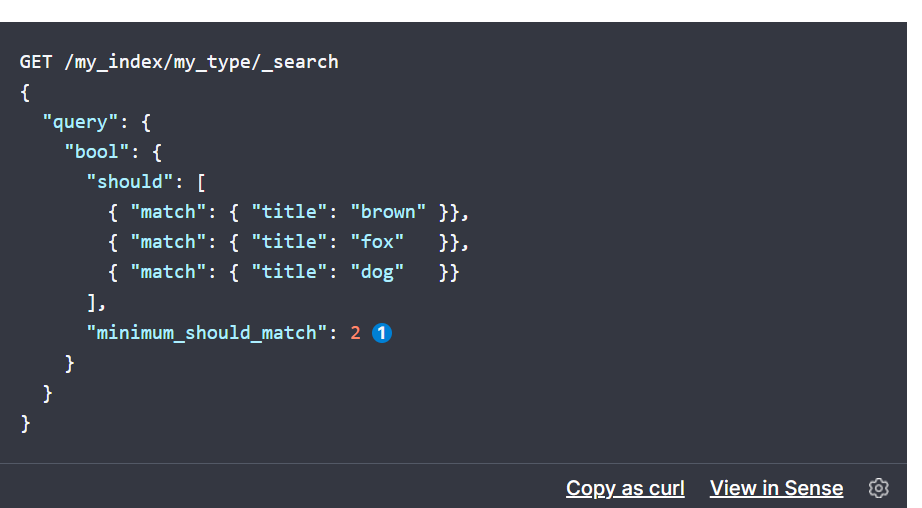 GET /my_index/my_type/_search
{
  "query": {
    "bool": {
      "should": [
        { "match": { "title": "brown" }},
        { "match": { "title": "fox"   }},
        { "match": { "title": "dog"   }}
      ],
      "minimum_should_match": 2 1
    }
  }
}
Copy as curl View in Sense